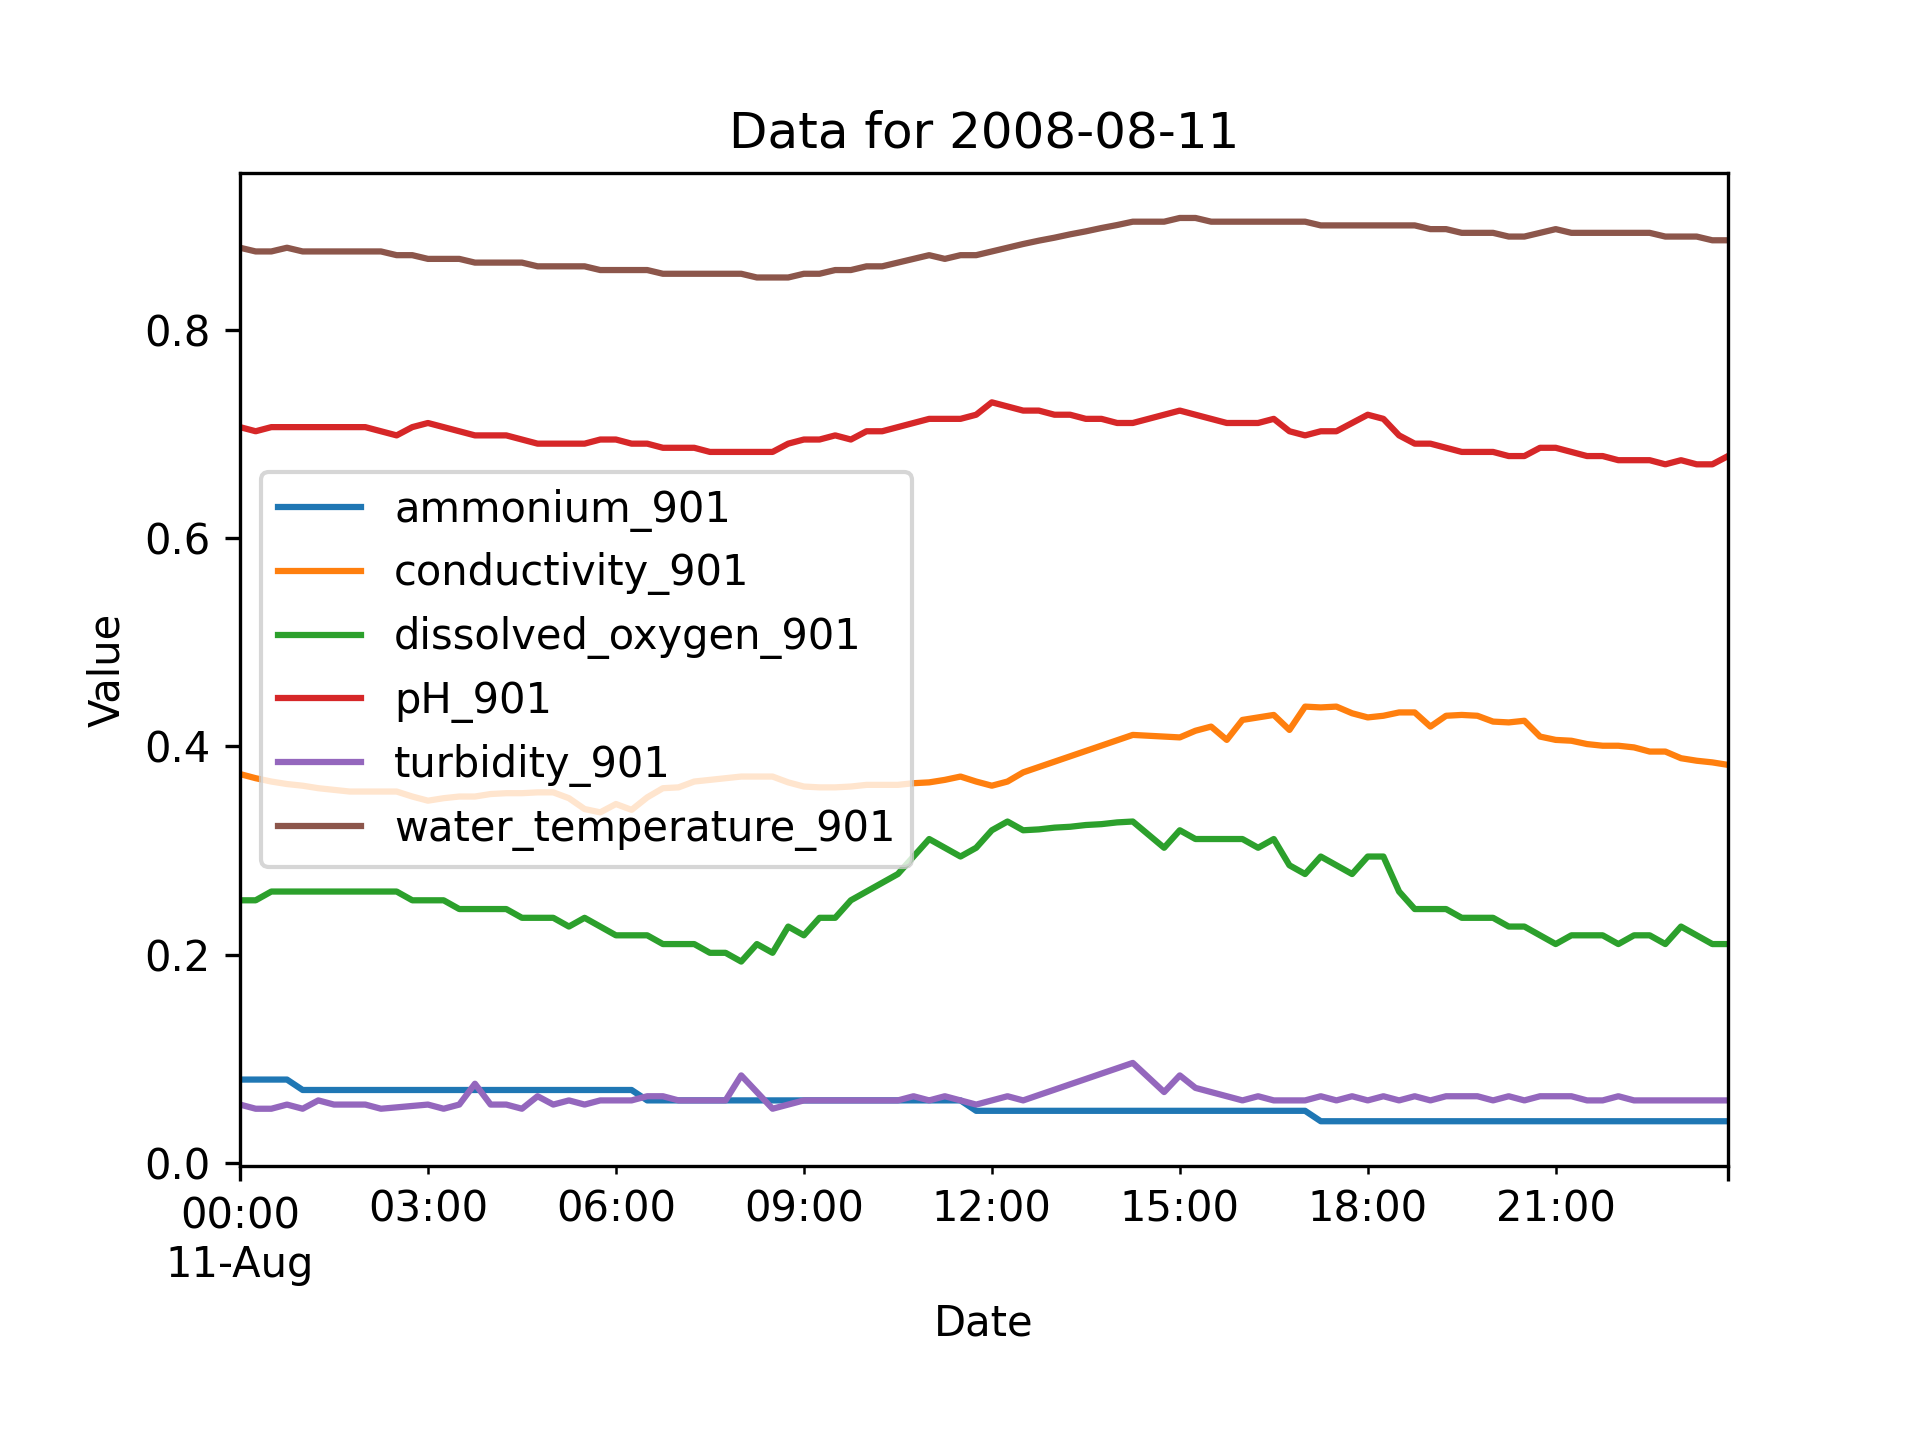 Data for 2008-08-11
Value
0.8
0.6
0.4
0.2
0.0
ammonium_901
conductivity_901
dissolved_oxygen_901
pH_901
turbidity_901
water_temperature_901
00:00 03:00 06:00 09:00 12:00 15:00 18:00 21:00
11-Aug
Date